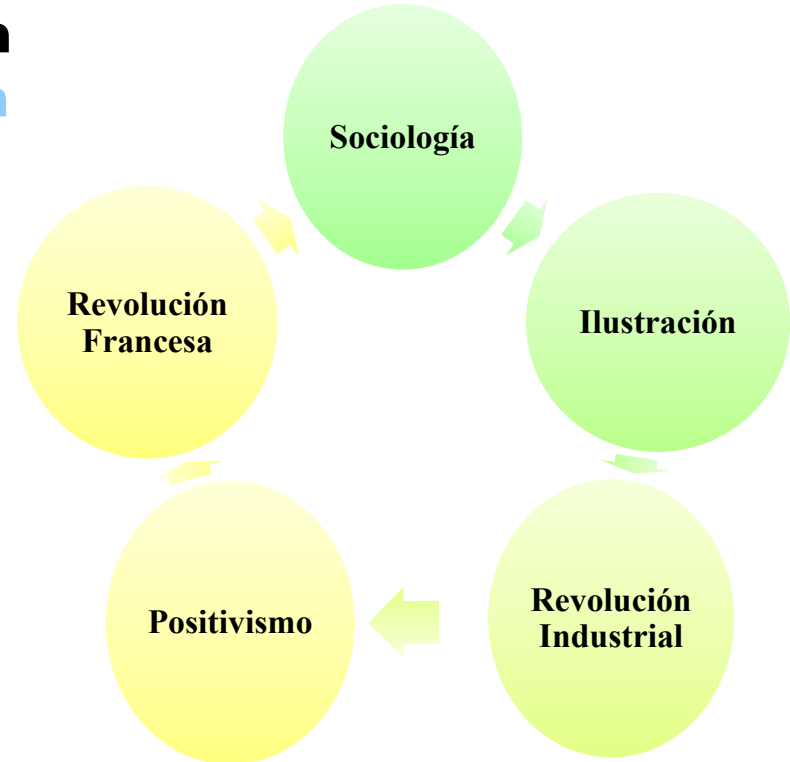 Sociología
Ilustración
Revolución
Industrial
Positivismo
Revolución
Francesa